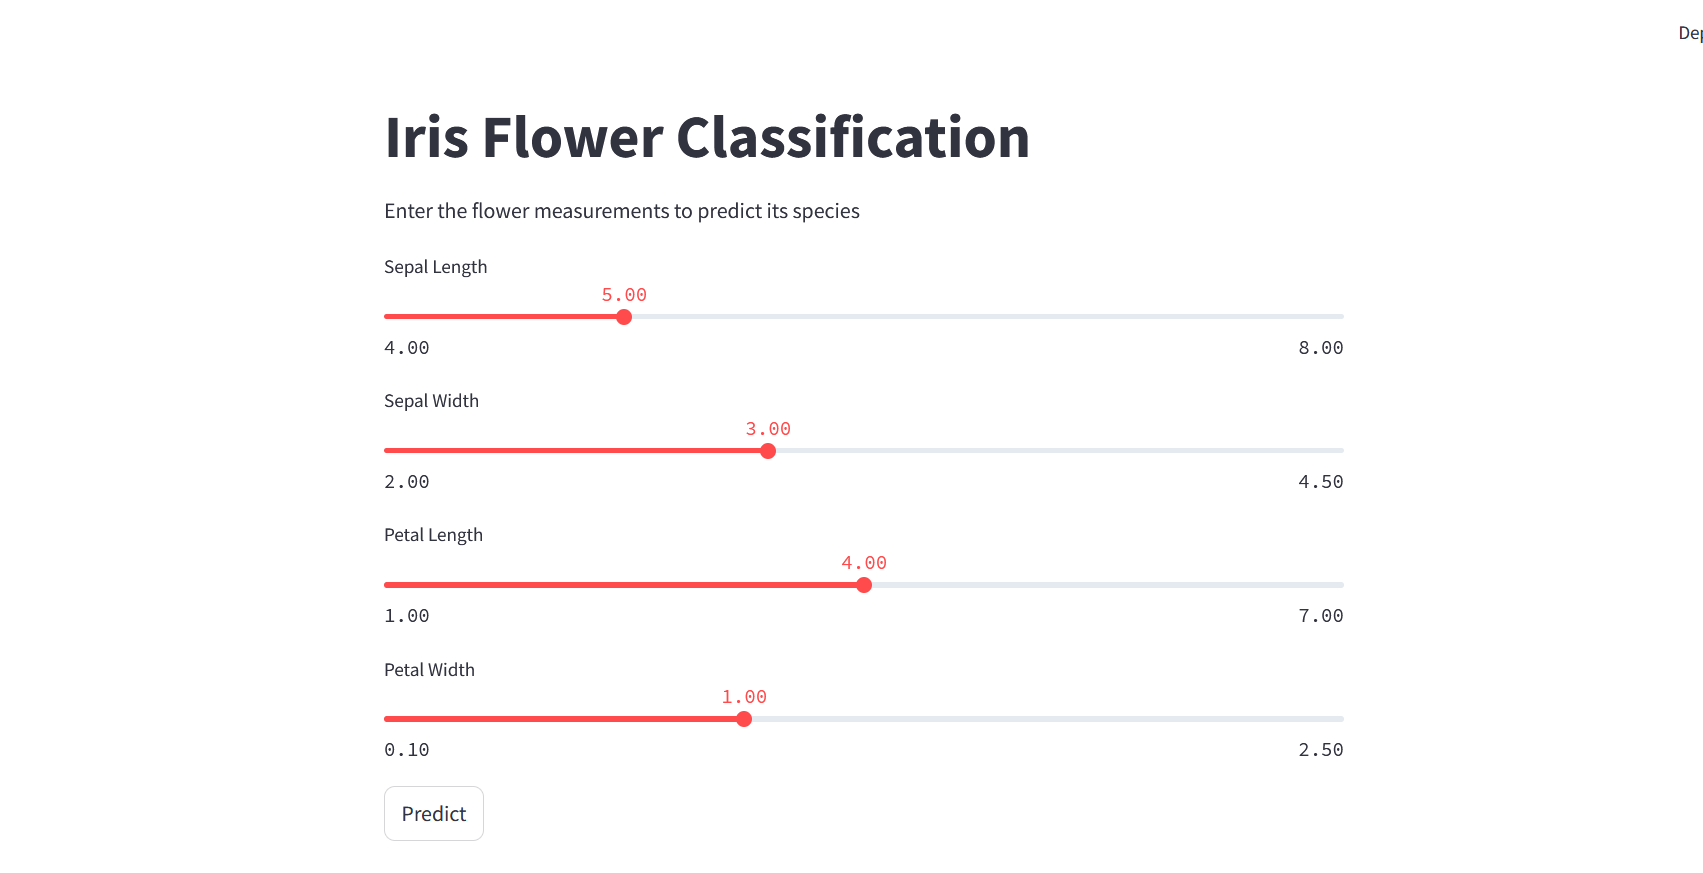 Iris Flower Classification
Enter the flower measurements to predict its species
Sepal Length
5.00
4.00 8.00
Sepal Width
3.00
2.00 4.50
Petal Length
4.00
1.00 7.00
Petal Width
1.00
0.10 2.50
Predict